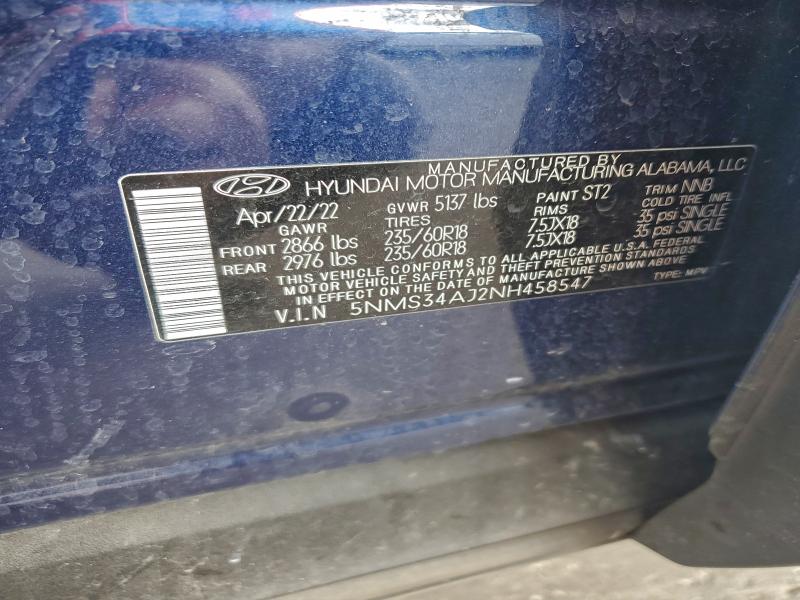 MANUFACTURED BY
HYUNDAI MOTOR MANUFACTURING ALABAMA, LLC
Apr/22/22 GVWR 5137 lbs PAINT ST2 TRIM NNB
GAWR TIRES RIMS COLD TIRE INFL
FRONT 2866 lbs 235/60R18 7.5JX18 35 psi SINGLE
REAR 2976 lbs 235/60R18 7.5JX18 35 psi SINGLE
THIS VEHICLE CONFORMS TO ALL APPLICABLE U.S.A. FEDERAL
MOTOR VEHICLE SAFETY AND THEFT PREVENTION STANDARDS
IN EFFECT ON THE DATE OF MANUFACTURE SHOWN ABOVE
V.I.N 5NMS34AJ2NH458547 TYPE: MPV